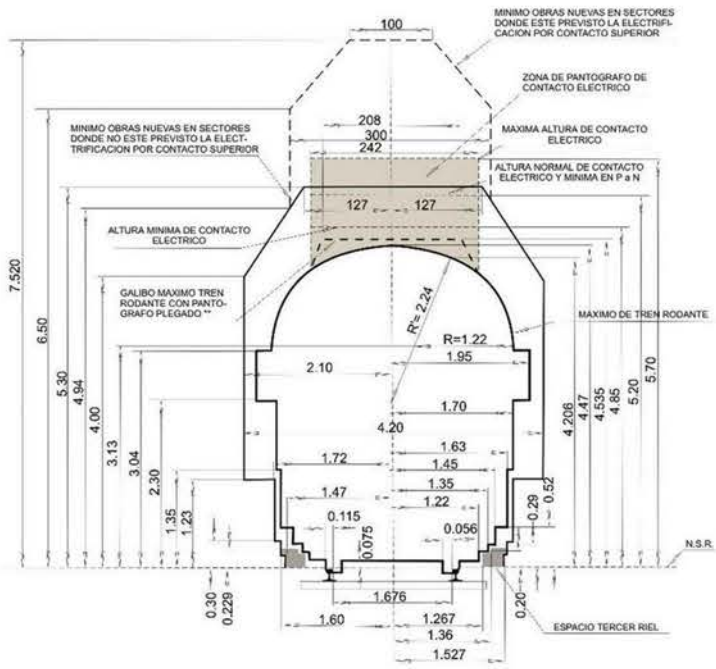 100
MINIMO OBRAS NUEVAS EN SECTORES
DONDE ESTE PREVISTO LA ELECTRIFI-
CACION POR CONTACTO SUPERIOR
ZONA DE PANTOGRAFO DE
CONTACTO ELECTRICO
208
300
242
MINIMO OBRAS NUEVAS EN SECTORES
DONDE NO ESTE PREVISTO LA ELECT-
TRIFICACION POR CONTACTO SUPERIOR
MAXIMA ALTURA DE CONTACTO
ELECTRICO
ALTURA NORMAL DE CONTACTO
ELECTRICO Y MINIMA EN P a N
127
127
ALTURA MINIMA DE CONTACTO
ELECTRICO
GALIBO MAXIMO TREN
RODANTE CON PANTO-
GRAFO PLEGADO **
R'= 2.24
MAXIMO DE TREN RODANTE
R=1.22
1.95
2.10
1.70
4.20
1.63
1.72
1.45
1.47
1.35
1.22
0.115
0.056
0.075
7.520
6.50
5.30
4.94
4.00
3.13
3.04
2.30
1.35
1.23
0.30
0.229
4.206
4.47
4.535
4.85
5.20
5.70
0.52
0.29
0.20
N.S.R.
1.676
1.60
1.267
1.36
1.527
ESPACIO TERCER RIEL